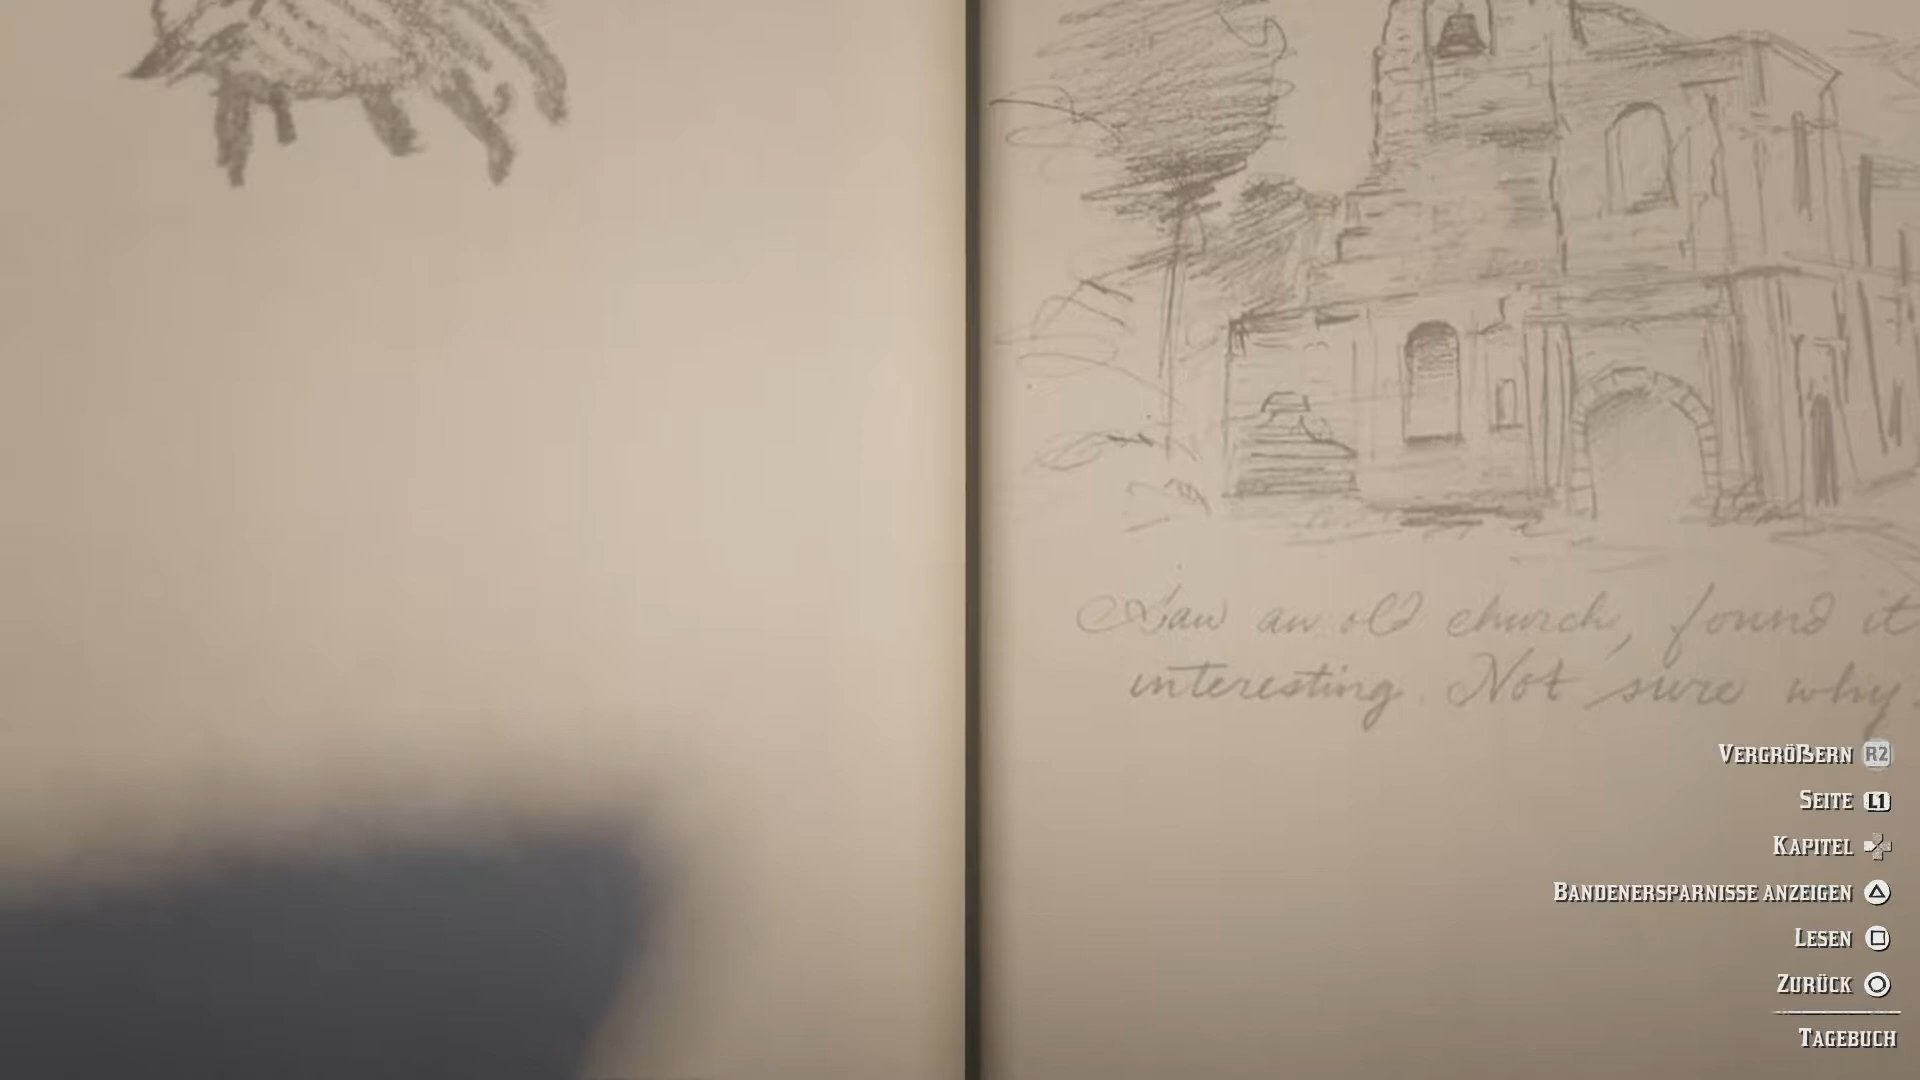 Saw an old church, found it
interesting. Not sure why.
VERGRÖßERN R2
SEITE L1
KAPITEL
BANDENERSPARNISSE ANZEIGEN
LESEN
ZURÜCK
TAGEBUCH